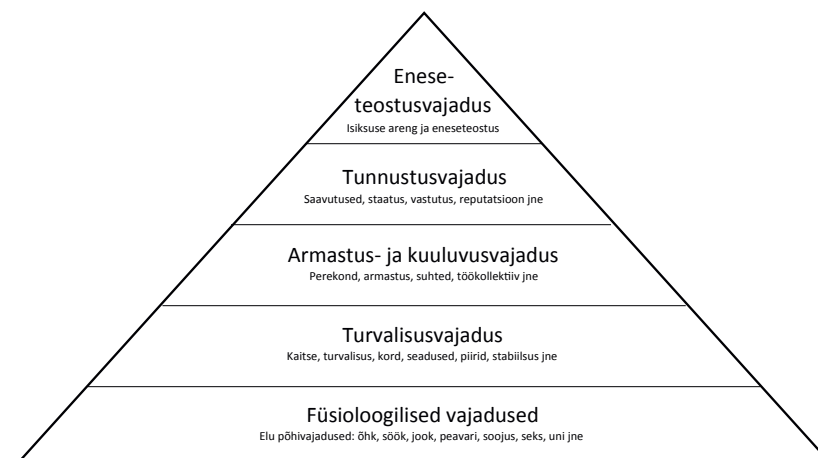 Enese-
teostusvajadus
Isiksuse areng ja eneseteostus
Tunnustusvajadus
Saavutused, staatus, vastutus, reputatsioon jne
Armastus- ja kuuluvusvajadus
Perekond, armastus, suhted, töökollektiiv jne
Turvalisusvajadus
Kaitse, turvalisus, kord, seadused, piirid, stabiilsus jne
Füsioloogilised vajadused
Elu põhivajadused: õhk, söök, jook, peavari, soojus, seks, uni jne